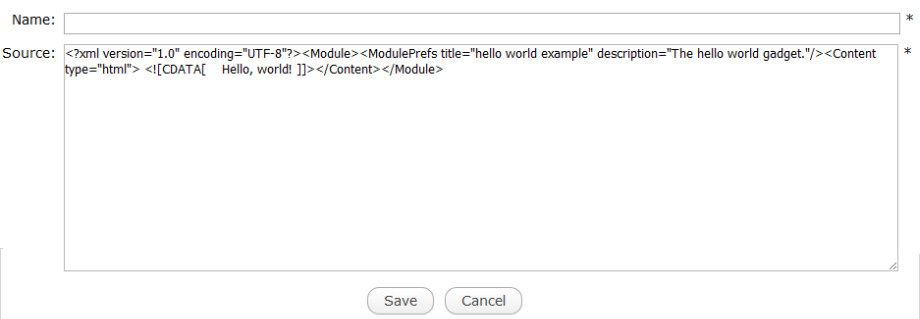 Name: *
Source: <?xml version="1.0" encoding="UTF-8"?><Module><ModulePrefs title="hello world example" description="The hello world gadget."/><Content *
type="html"> <![CDATA[    Hello, world! ]]></Content></Module>
Save Cancel